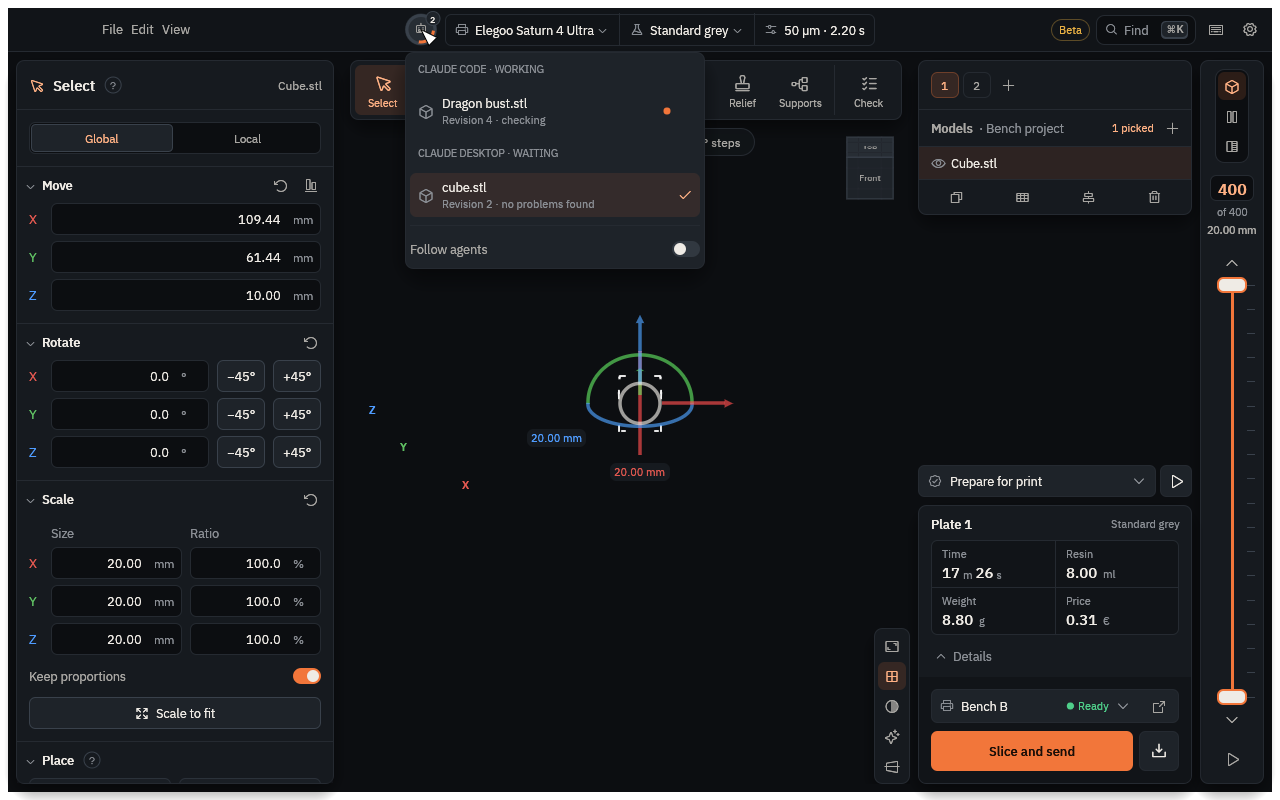 File Edit View
2
Elegoo Saturn 4 Ultra
Standard grey
50 µm · 2.20 s
Beta
Find
⌘K
Select
Cube.stl
Global
Local
Move
X 109.44 mm
Y 61.44 mm
Z 10.00 mm
Rotate
X 0.0 ° −45° +45°
Y 0.0 ° −45° +45°
Z 0.0 ° −45° +45°
Scale
Size Ratio
X 20.00 mm 100.0 %
Y 20.00 mm 100.0 %
Z 20.00 mm 100.0 %
Keep proportions
Scale to fit
Place
Select
CLAUDE CODE · WORKING
Dragon bust.stl
Revision 4 · checking
CLAUDE DESKTOP · WAITING
cube.stl
Revision 2 · no problems found
Follow agents
Relief
Supports
Check
° steps
Front
Z
Y
X
20.00 mm
20.00 mm
1 2
Models · Bench project 1 picked
Cube.stl
Prepare for print
Plate 1 Standard grey
Time
17 m 26 s
Resin
8.00 ml
Weight
8.80 g
Price
0.31 €
Details
Bench B Ready
Slice and send
400
of 400
20.00 mm